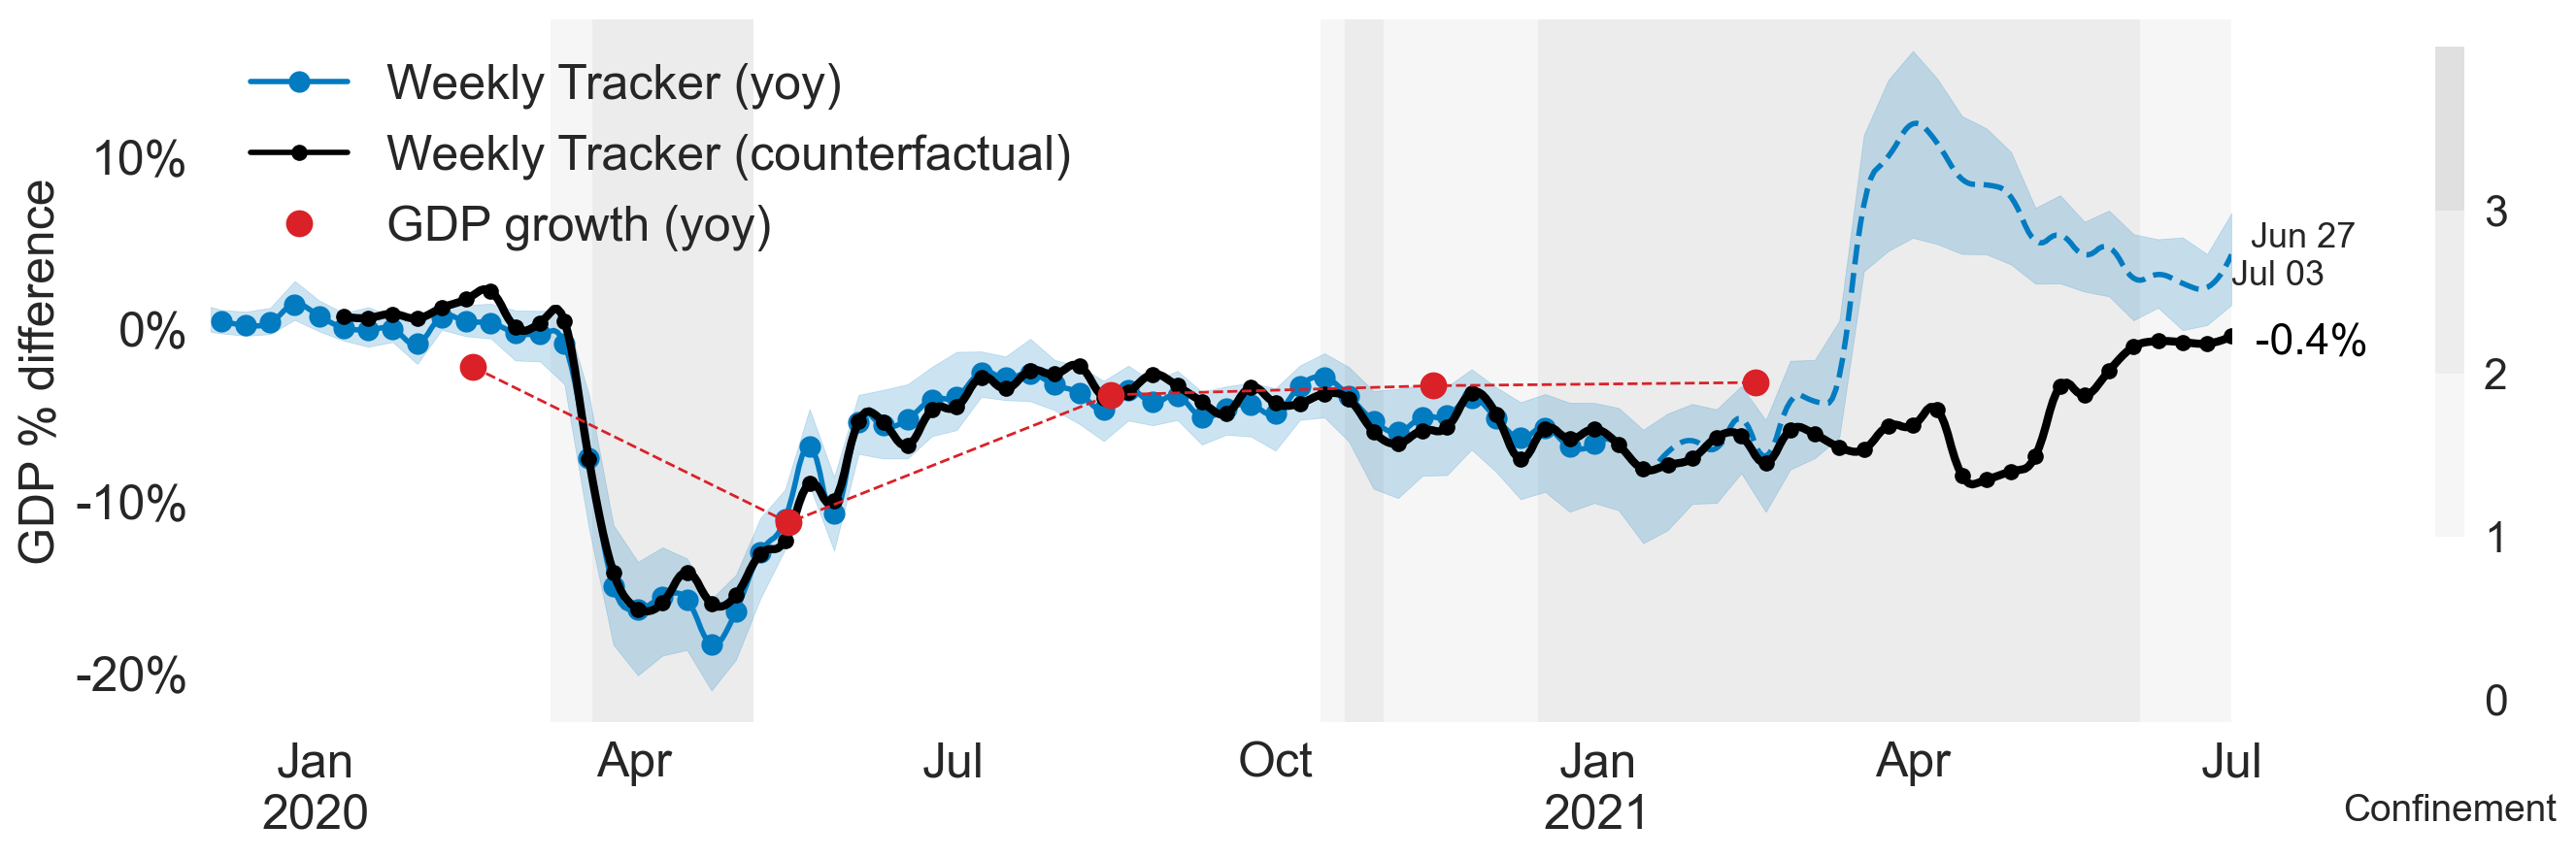 Weekly Tracker (yoy)
Weekly Tracker (counterfactual)
GDP growth (yoy)
GDP % difference
10%
0%
-10%
-20%
Jan
2020
Apr
Jul
Oct
Jan
2021
Apr
Jul
Jun 27
Jul 03
-0.4%
3
2
1
0
Confinement